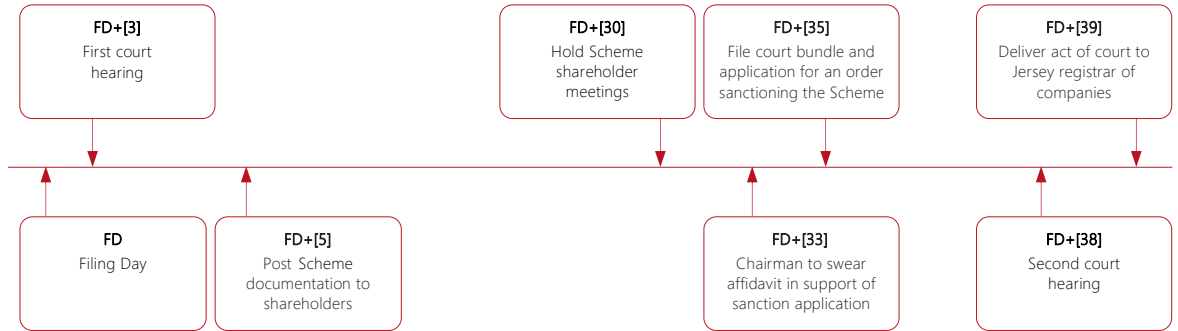 FD+[3]
First court
hearing
FD+[30]
Hold Scheme
shareholder
meetings
FD+[35]
File court bundle and
application for an order
sanctioning the Scheme
FD+[39]
Deliver act of court to
Jersey registrar of
companies
FD
Filing Day
FD+[5]
Post Scheme
documentation to
shareholders
FD+[33]
Chairman to swear
affidavit in support of
sanction application
FD+[38]
Second court
hearing